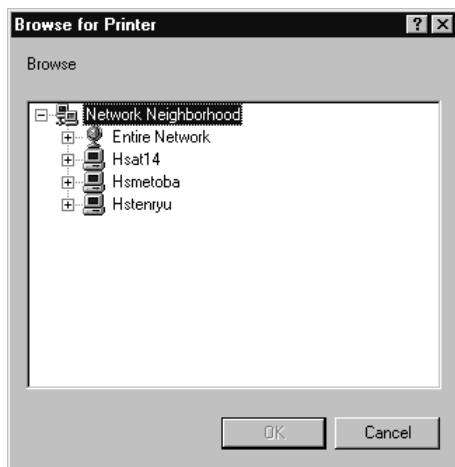 Browse for Printer
Browse
Network Neighborhood
Entire Network
Hsat14
Hsmetoba
Hstenryu
OK
Cancel